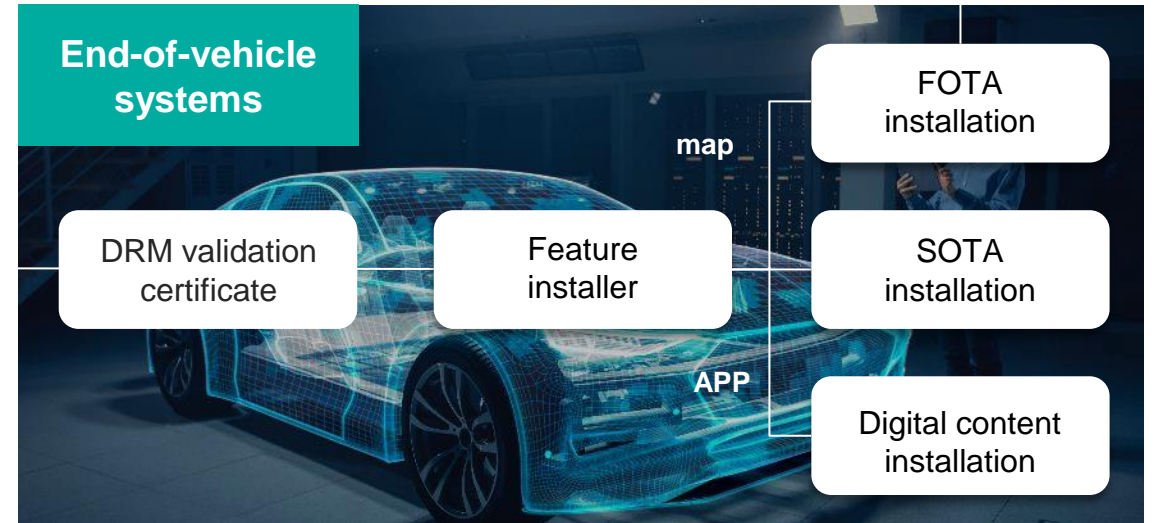 End-of-vehicle
systems
FOTA
installation
map
DRM validation
certificate
Feature
installer
SOTA
installation
APP
Digital content
installation